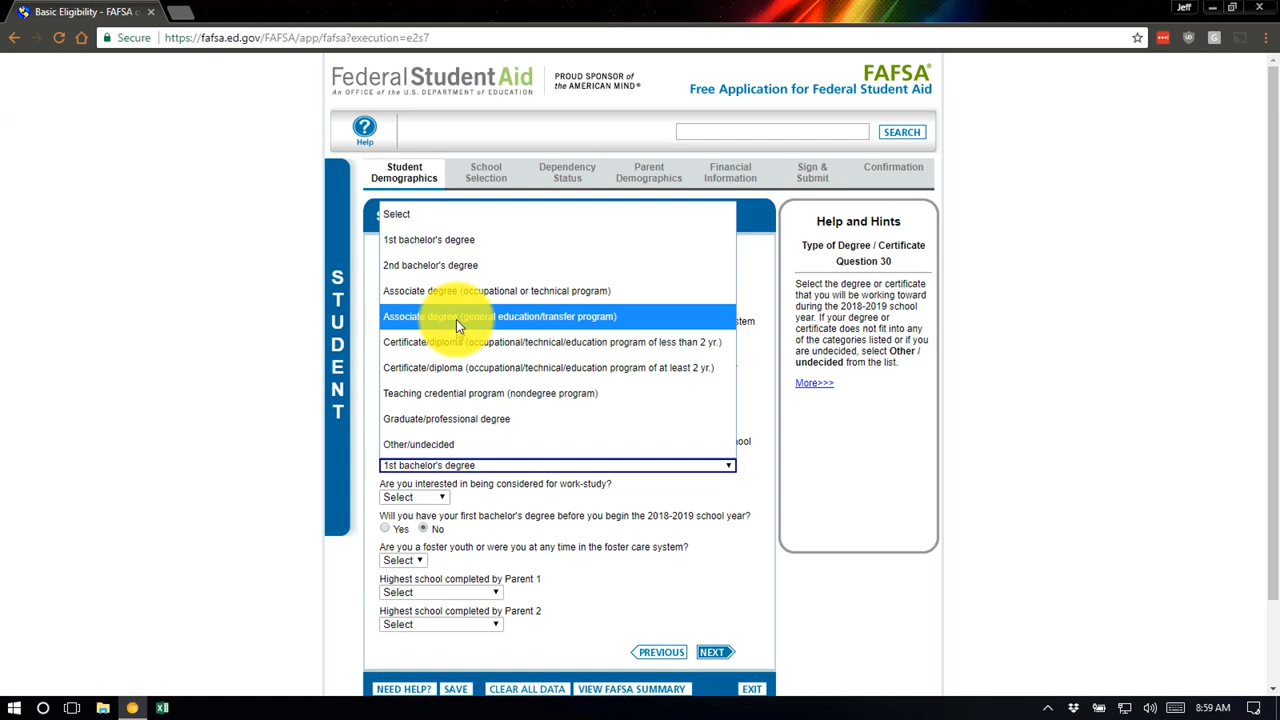 Basic Eligibility - FAFSA o
Jeff
Secure
https://fafsa.ed.gov/FAFSA/app/fafsa?execution=e2s7
Federal Student Aid
An OFFICE of the U.S. DEPARTMENT of EDUCATION
PROUD SPONSOR of
the AMERICAN MIND®
FAFSA®
Free Application for Federal Student Aid
?
Help
SEARCH
Student
Demographics
School
Selection
Dependency
Status
Parent
Demographics
Financial
Information
Sign &
Submit
Confirmation
STUDENT
Select
1st bachelor's degree
2nd bachelor's degree
Associate degree (occupational or technical program)
Associate degree (general education/transfer program)
stem
Certificate/diploma (occupational/technical/education program of less than 2 yr.)
Certificate/diploma (occupational/technical/education program of at least 2 yr.)
Teaching credential program (nondegree program)
Graduate/professional degree
Other/undecided
ool
1st bachelor's degree
Are you interested in being considered for work-study?
Select
Will you have your first bachelor's degree before you begin the 2018-2019 school year?
Yes No
Are you a foster youth or were you at any time in the foster care system?
Select
Highest school completed by Parent 1
Select
Highest school completed by Parent 2
Select
PREVIOUS
NEXT
NEED HELP?
SAVE
CLEAR ALL DATA
VIEW FAFSA SUMMARY
EXIT
Help and Hints
Type of Degree / Certificate
Question 30
Select the degree or certificate
that you will be working toward
during the 2018-2019 school
year. If your degree or
certificate does not fit into any
of the categories listed or if you
are undecided, select Other /
undecided from the list.
More>>>
8:59 AM